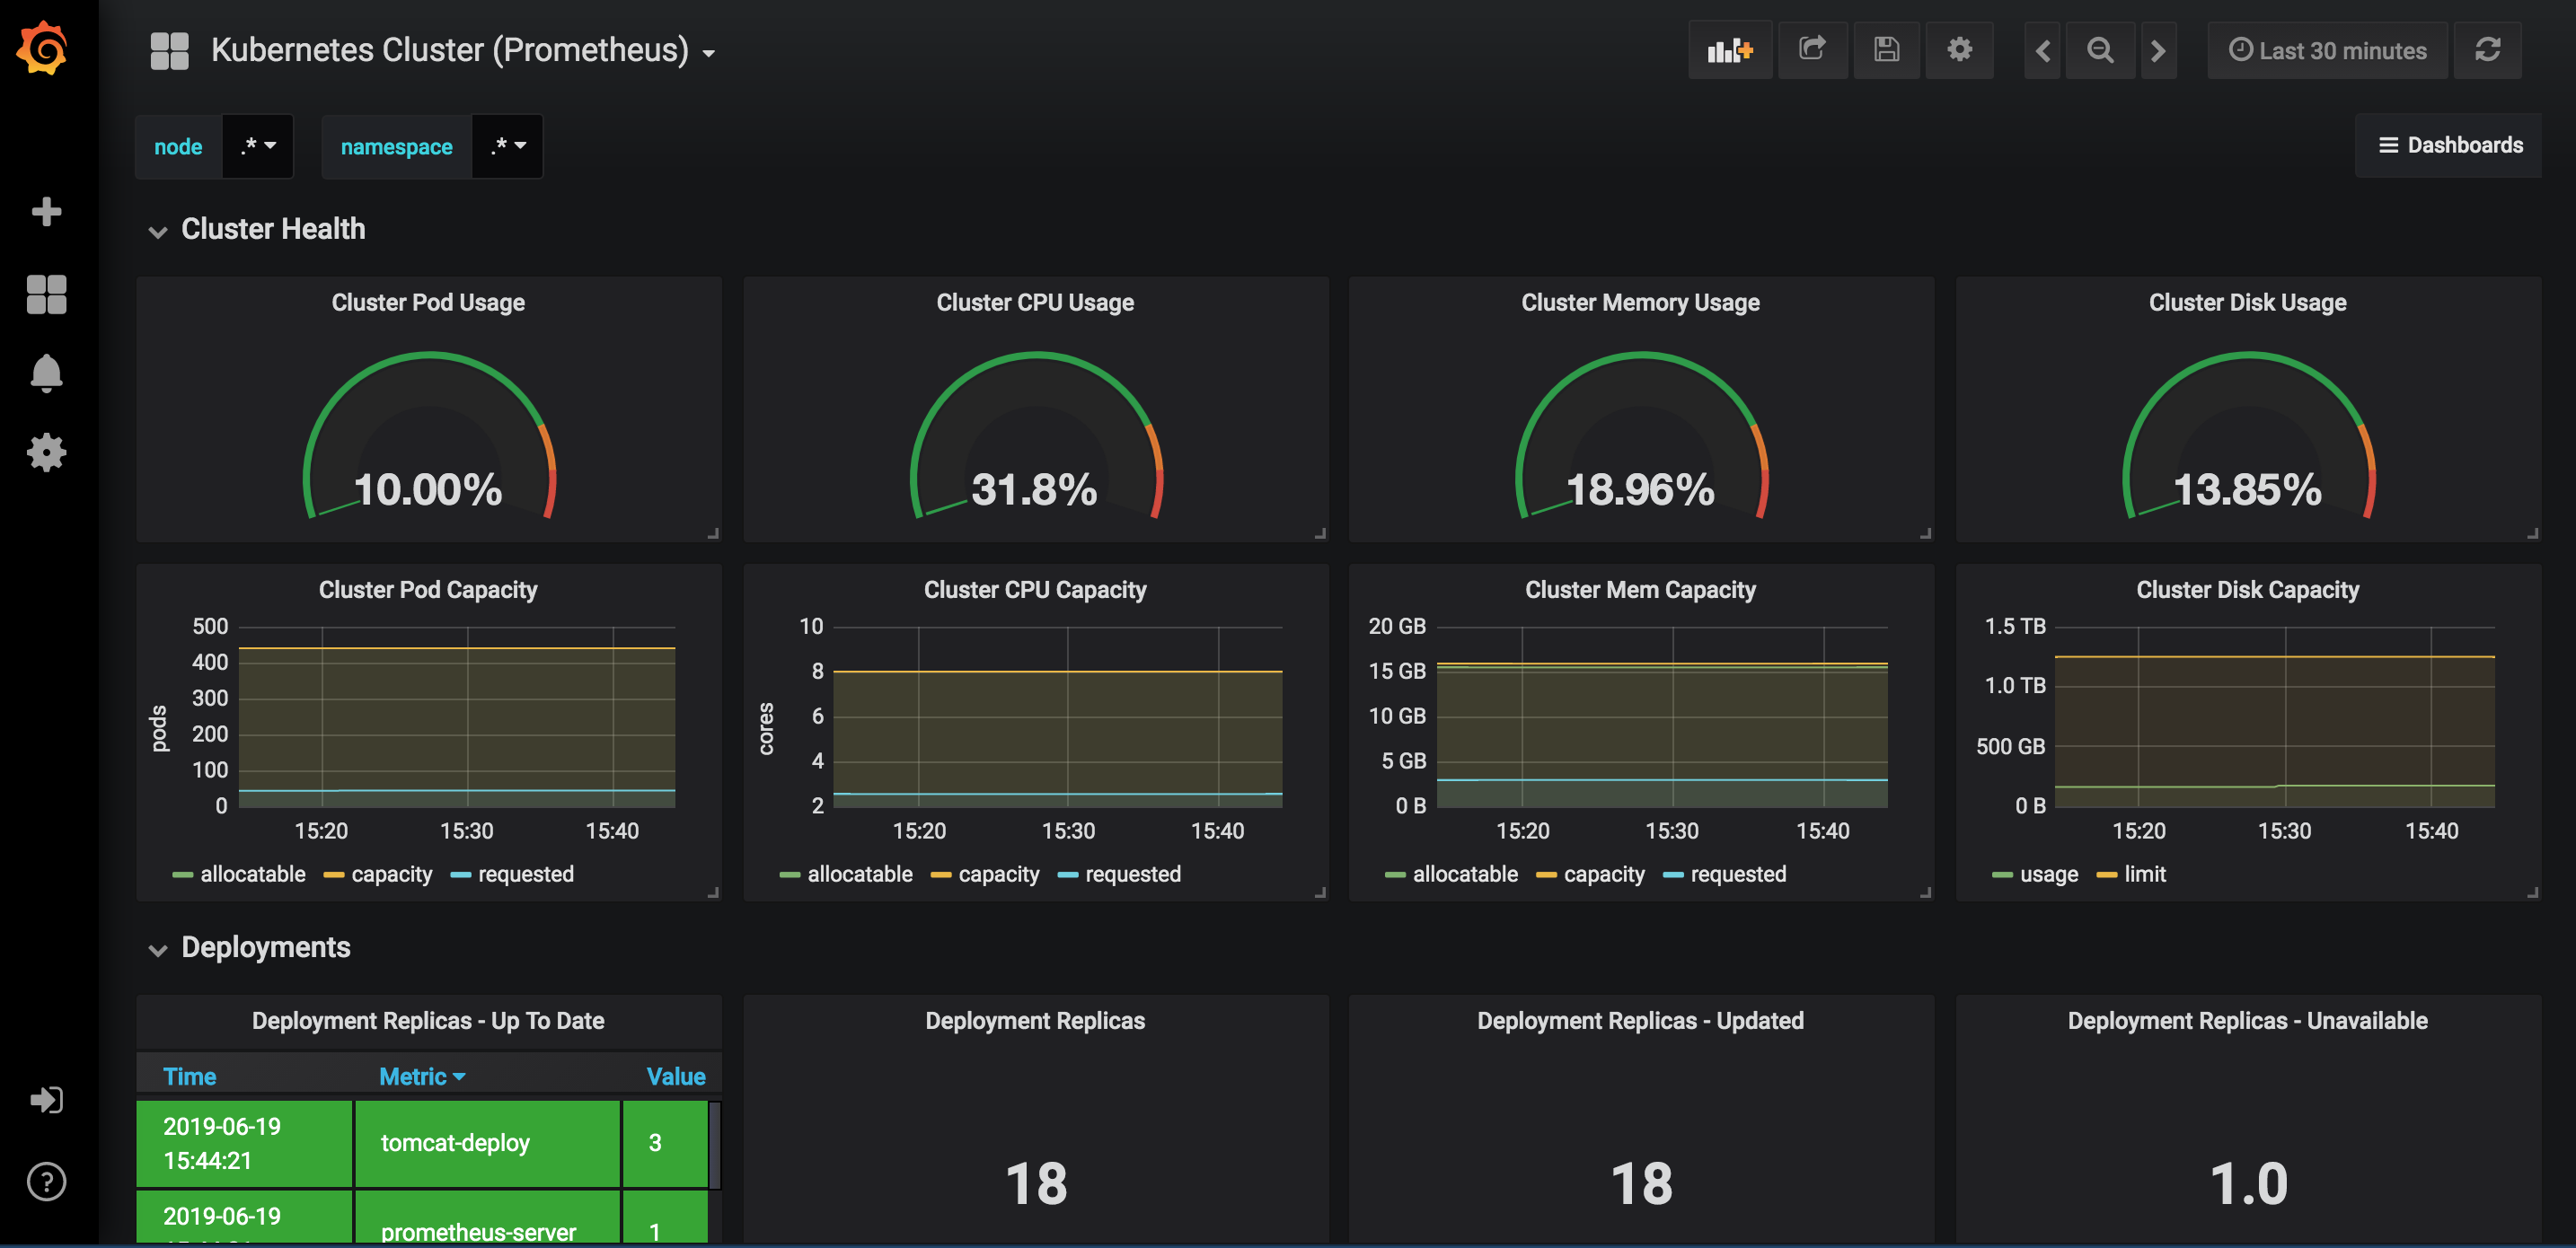 Kubernetes Cluster (Prometheus)
Last 30 minutes
node .* namespace .*
Dashboards
Cluster Health
Cluster Pod Usage
10.00%
Cluster CPU Usage
31.8%
Cluster Memory Usage
18.96%
Cluster Disk Usage
13.85%
Cluster Pod Capacity
pods
500
400
300
200
100
0
15:20 15:30 15:40
allocatable capacity requested
Cluster CPU Capacity
cores
10
8
6
4
2
15:20 15:30 15:40
allocatable capacity requested
Cluster Mem Capacity
20 GB
15 GB
10 GB
5 GB
0 B
15:20 15:30 15:40
allocatable capacity requested
Cluster Disk Capacity
1.5 TB
1.0 TB
500 GB
0 B
15:20 15:30 15:40
usage limit
Deployments
Deployment Replicas - Up To Date
Time Metric Value
2019-06-19
15:44:21
tomcat-deploy
3
2019-06-19
prometheus-server
1
Deployment Replicas
18
Deployment Replicas - Updated
18
Deployment Replicas - Unavailable
1.0